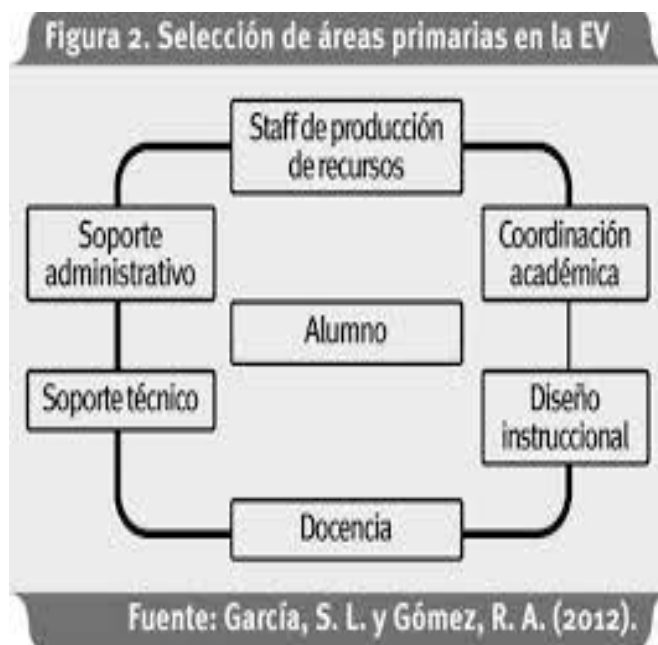 Figura 2. Selección de áreas primarias en la EV
Staff de producción
de recursos
Soporte
administrativo
Coordinación
académica
Alumno
Soporte técnico
Diseño
instruccional
Docencia
Fuente: García, S. L. y Gómez, R. A. (2012).